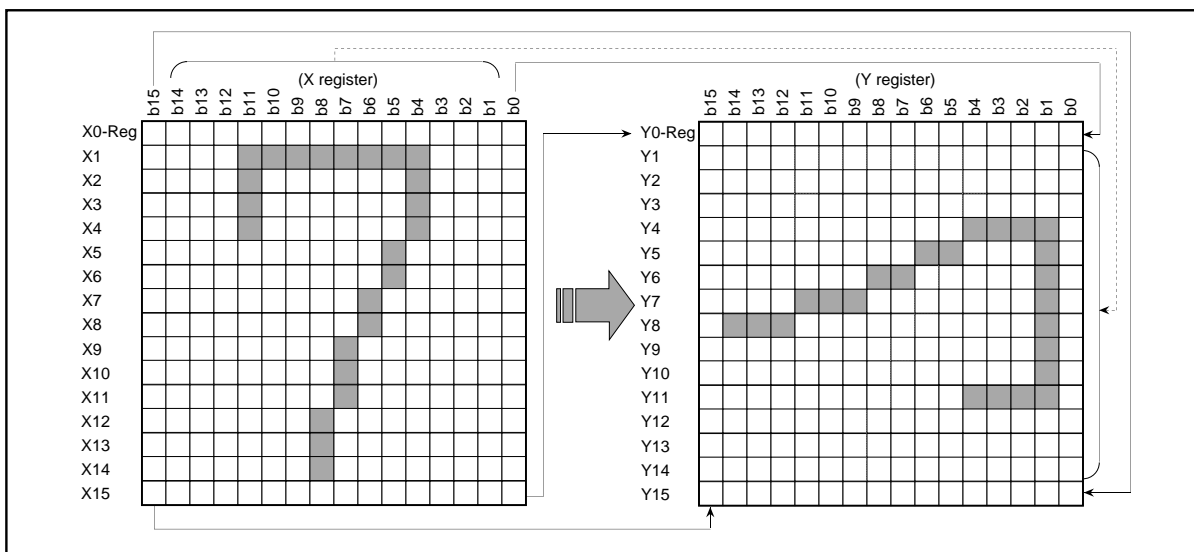 (X register)
b15 b14 b13 b12 b11 b10 b9 b8 b7 b6 b5 b4 b3 b2 b1 b0
X0-Reg
X1
X2
X3
X4
X5
X6
X7
X8
X9
X10
X11
X12
X13
X14
X15
(Y register)
b15 b14 b13 b12 b11 b10 b9 b8 b7 b6 b5 b4 b3 b2 b1 b0
Y0-Reg
Y1
Y2
Y3
Y4
Y5
Y6
Y7
Y8
Y9
Y10
Y11
Y12
Y13
Y14
Y15